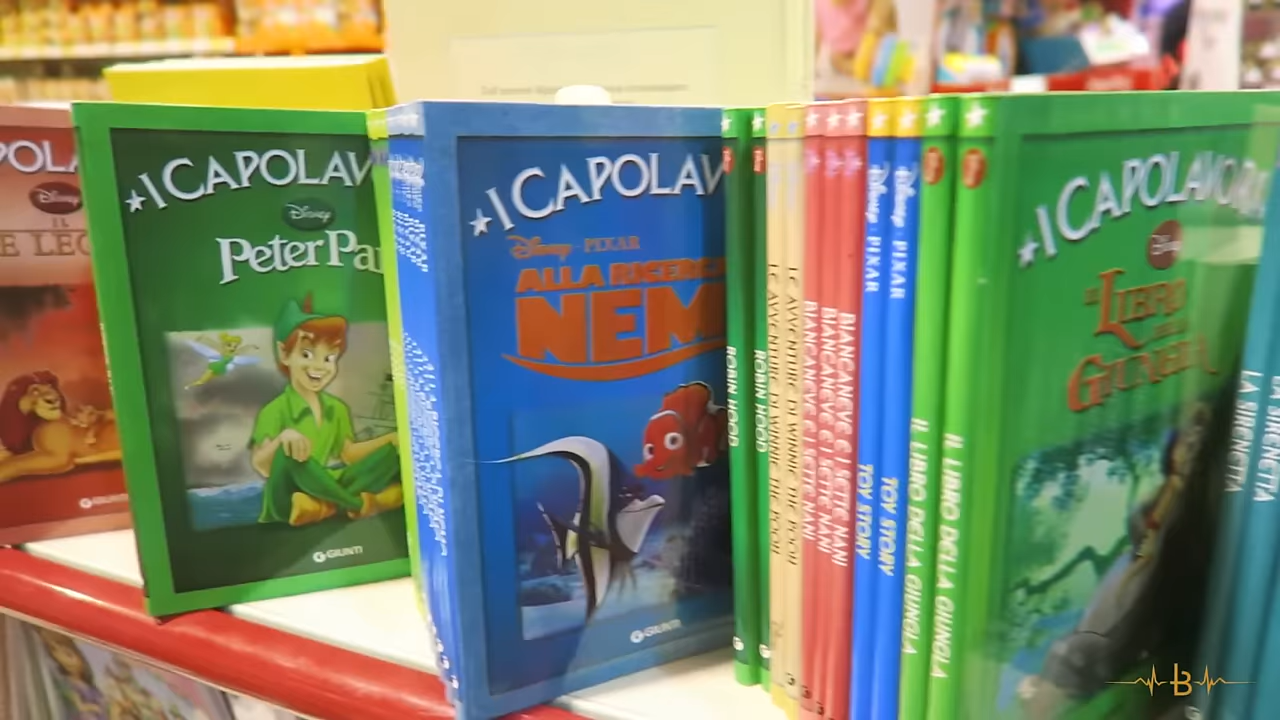 POLA
Disney
IL
E LEO
GIUNTI
I CAPOLAV
Disney
Peter Pa
GIUNTI
I CAPOLAV
Disney · PIXAR
ALLA RICERC
NEM
GIUNTI
ROBIN HOOD
ROBIN HOOD
LE AVVENTURE DI WINNIE THE POOH
LE AVVENTURE DI WINNIE THE POOH
BIANCANEVE E I SETTE NANI
BIANCANEVE E I SETTE NANI
BIANCANEVE E I SETTE NANI
Disney · PIXAR TOY STORY
Disney · PIXAR TOY STORY
IL LIBRO DELLA GIUNGLA
IL LIBRO DELLA GIUNGLA
I CAPOLAVORI
Disney
IL LIBRO
DELLA
GIUNGLA
LA SIRENETTA
LA SIRENETTA
B